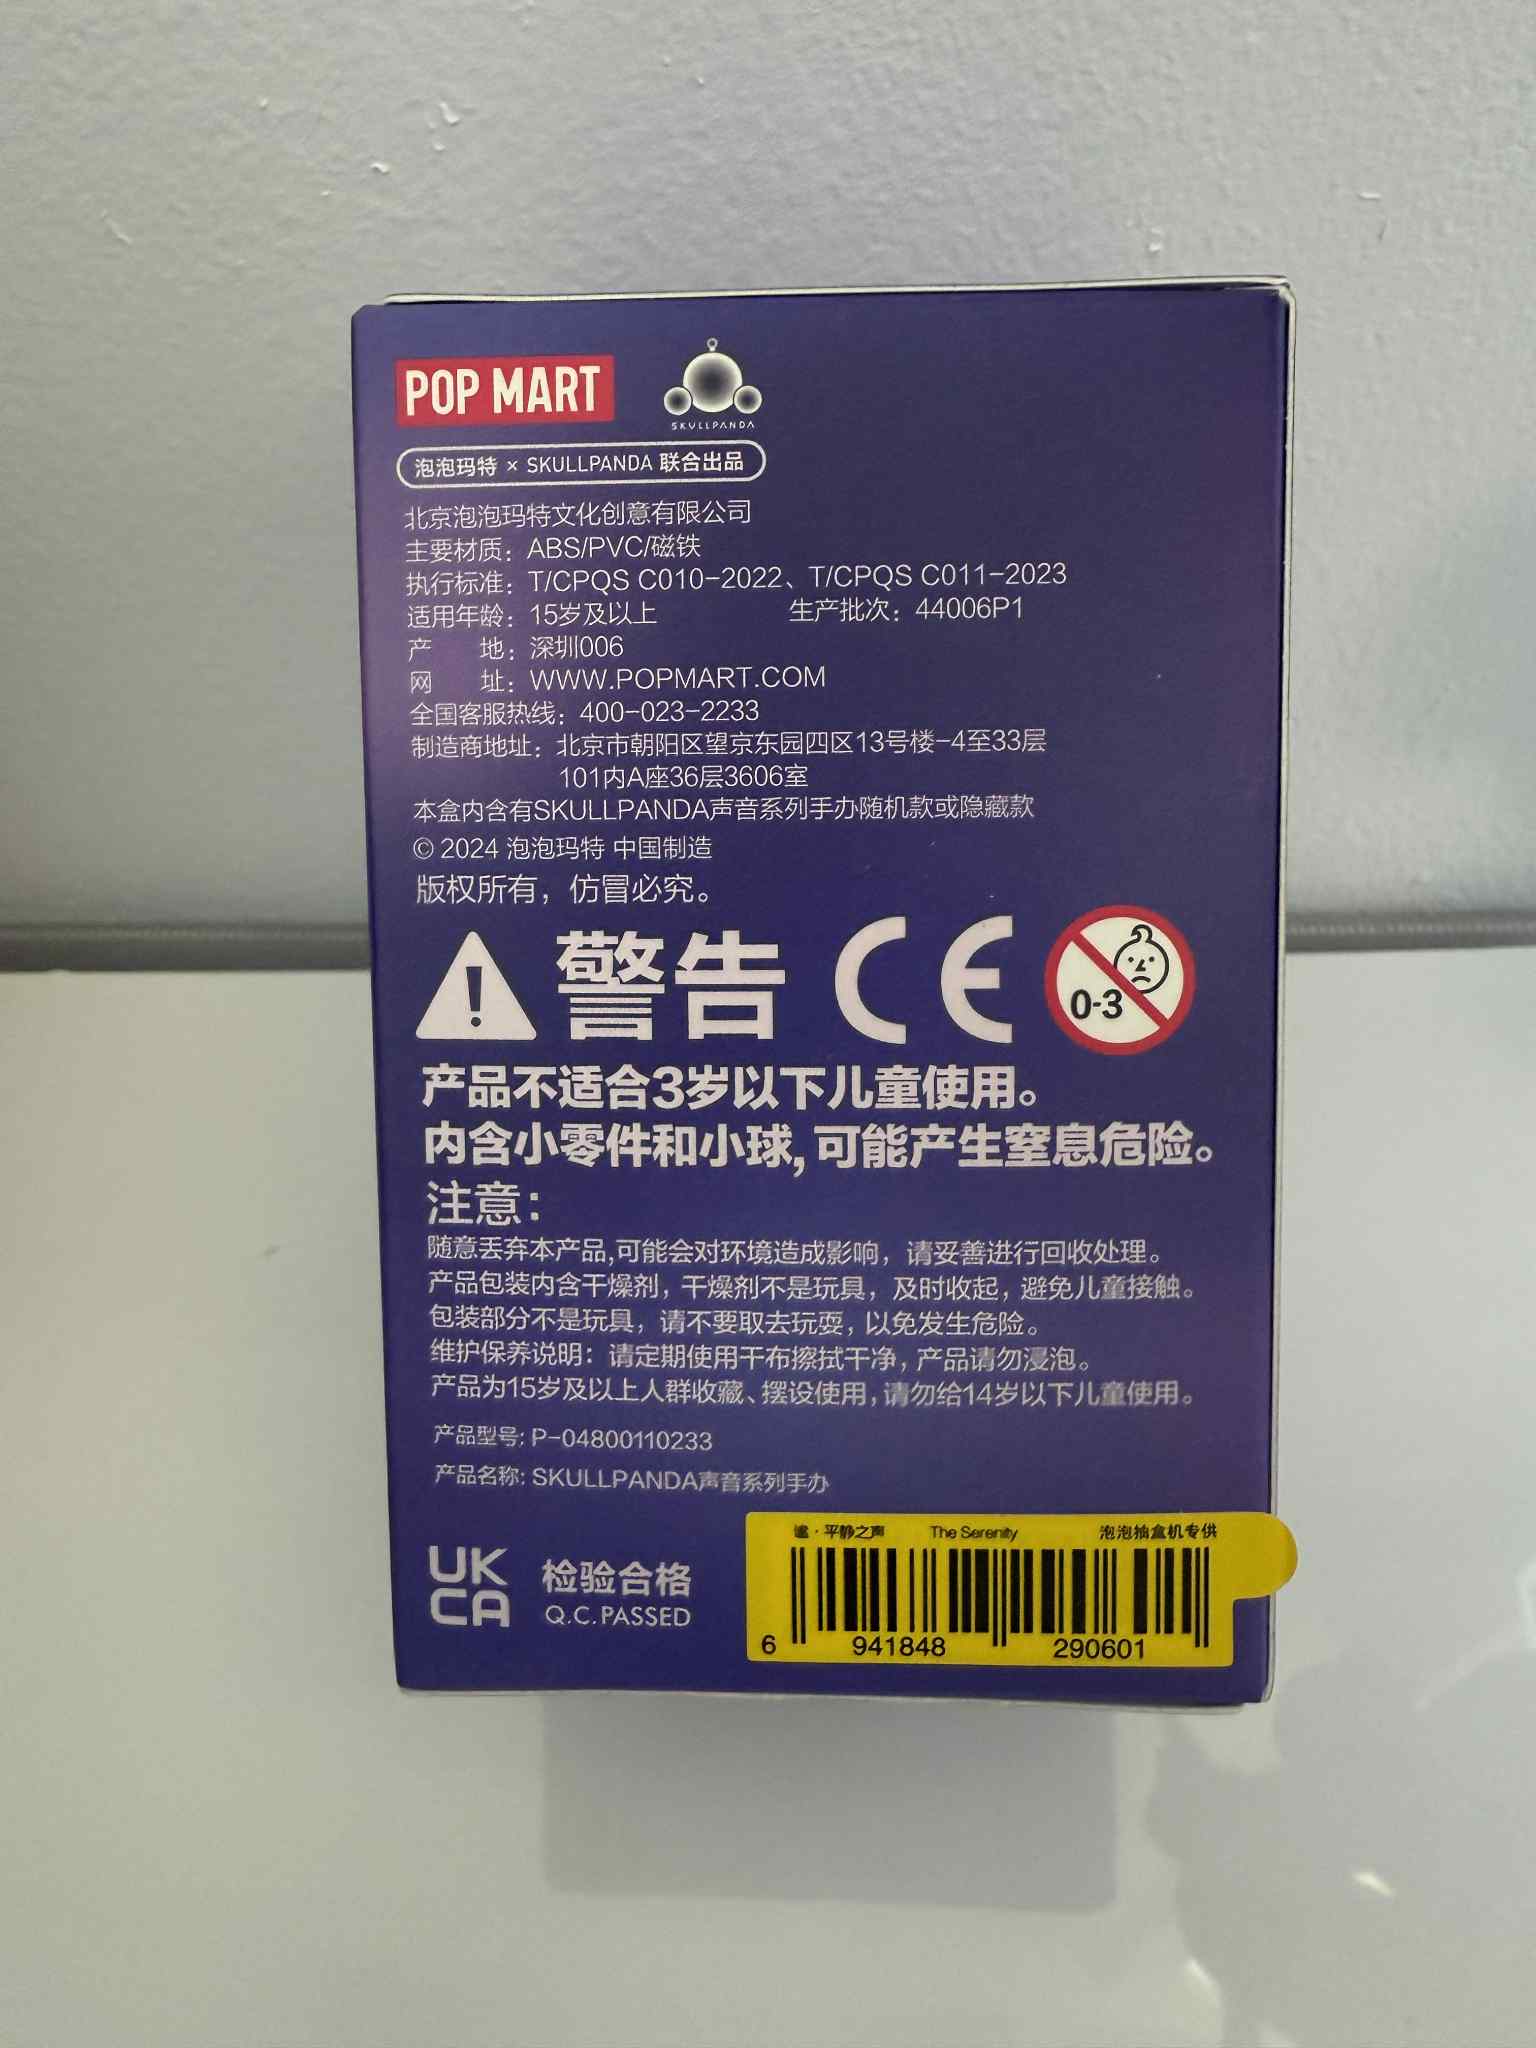 POP MART
SKULLPANDA
泡泡玛特 × SKULLPANDA 联合出品
北京泡泡玛特文化创意有限公司
主要材质：ABS/PVC/磁铁
执行标准：T/CPQS C010-2022、T/CPQS C011-2023
适用年龄：15岁及以上 生产批次：44006P1
产 地：深圳006
网 址：WWW.POPMART.COM
全国客服热线：400-023-2233
制造商地址：北京市朝阳区望京东园四区13号楼-4至33层
101内A座36层3606室
本盒内含有SKULLPANDA声音系列手办随机款或隐藏款
© 2024 泡泡玛特 中国制造
版权所有，仿冒必究。
警告 CE 0-3
产品不适合3岁以下儿童使用。
内含小零件和小球,可能产生窒息危险。
注意：
随意丢弃本产品,可能会对环境造成影响，请妥善进行回收处理。
产品包装内含干燥剂，干燥剂不是玩具，及时收起，避免儿童接触。
包装部分不是玩具，请不要取去玩耍，以免发生危险。
维护保养说明：请定期使用干布擦拭干净，产品请勿浸泡。
产品为15岁及以上人群收藏、摆设使用，请勿给14岁以下儿童使用。
产品型号: P-04800110233
产品名称: SKULLPANDA声音系列手办
UK
CA
检验合格
Q.C.PASSED
谧·平静之声 The Serenity 泡泡抽盒机专供
6 941848 290601